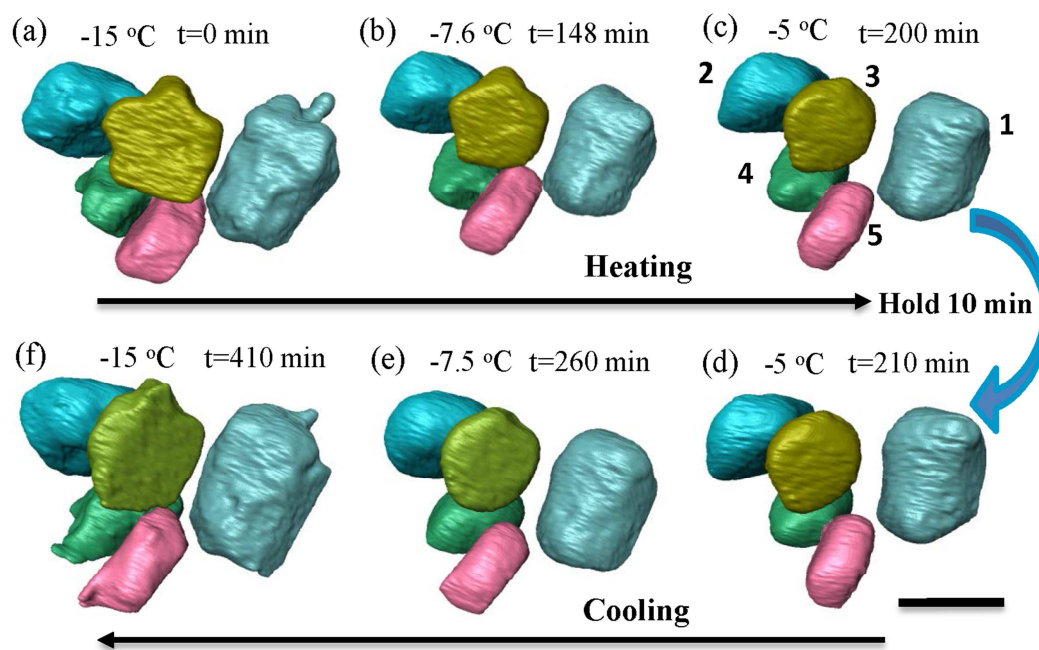 (a) -15 °C t=0 min
(b) -7.6 °C t=148 min
(c) -5 °C t=200 min
2
3
1
4
5
Heating
Hold 10 min
(f) -15 °C t=410 min
(e) -7.5 °C t=260 min
(d) -5 °C t=210 min
Cooling